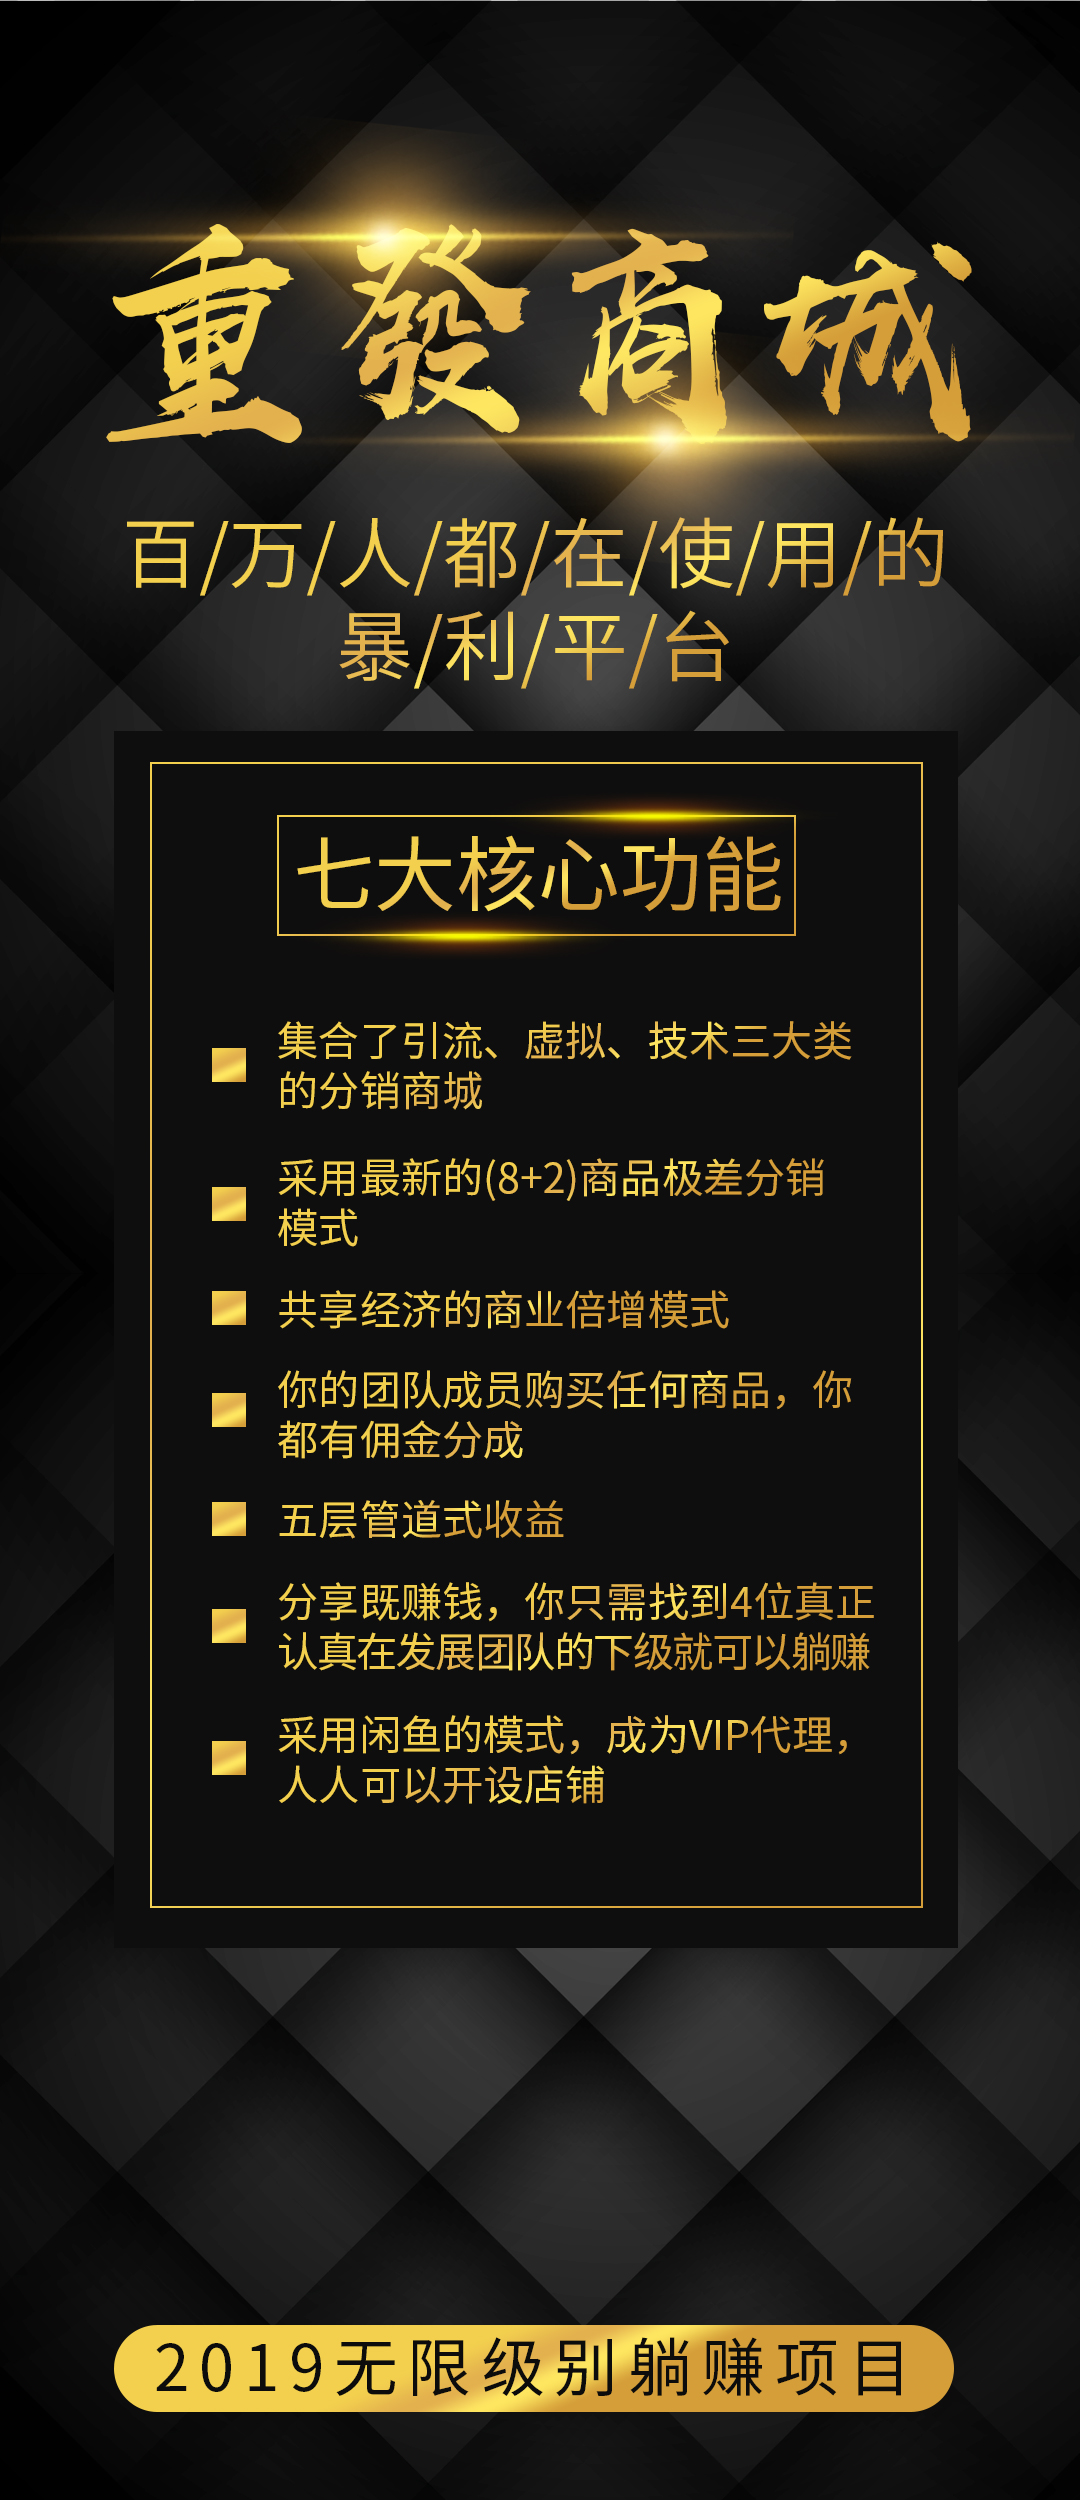 重發商城
百/万/人/都/在/使/用/的
暴/利/平/台
七大核心功能
集合了引流、虚拟、技术三大类
的分销商城
采用最新的(8+2)商品极差分销
模式
共享经济的商业倍增模式
你的团队成员购买任何商品，你
都有佣金分成
五层管道式收益
分享既赚钱，你只需找到4位真正
认真在发展团队的下级就可以躺赚
采用闲鱼的模式，成为VIP代理，
人人可以开设店铺
2019无限级别躺赚项目